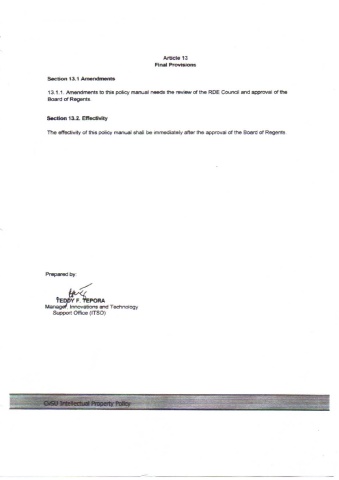 Article 13
Final Provisions
Section 13.1 Amendments
13.1.1. Amendments to this policy manual needs the review of the RDE Council and approval of the
Board of Regents.
Section 13.2. Effectivity
The effectivity of this policy manual shall be immediately after the approval of the Board of Regents.
Prepared by:
TEDDY F. TEPORA
Manager, Innovations and Technology
Support Office (ITSO)
CvSU Intellectual Property Policy